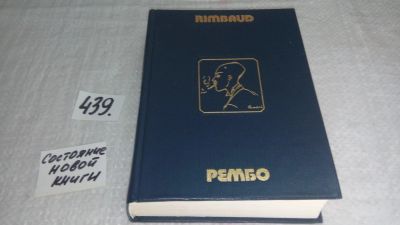 RIMBAUD
439.
СОСТОЯНИЕ
НОВОЙ
КНИГИ
РЕМБО